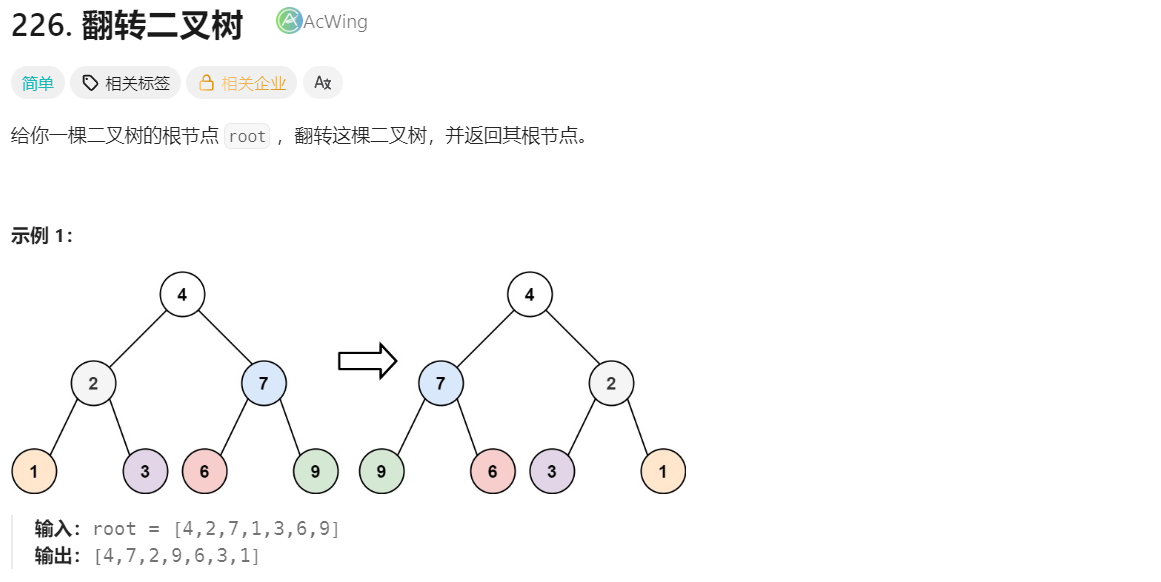 226. 翻转二叉树 AcWing
简单 相关标签 相关企业 A文
给你一棵二叉树的根节点 root ，翻转这棵二叉树，并返回其根节点。
示例 1：
4 4
2 7 7 2
1 3 6 9 9 6 3 1
输入：root = [4,2,7,1,3,6,9]
输出：[4,7,2,9,6,3,1]